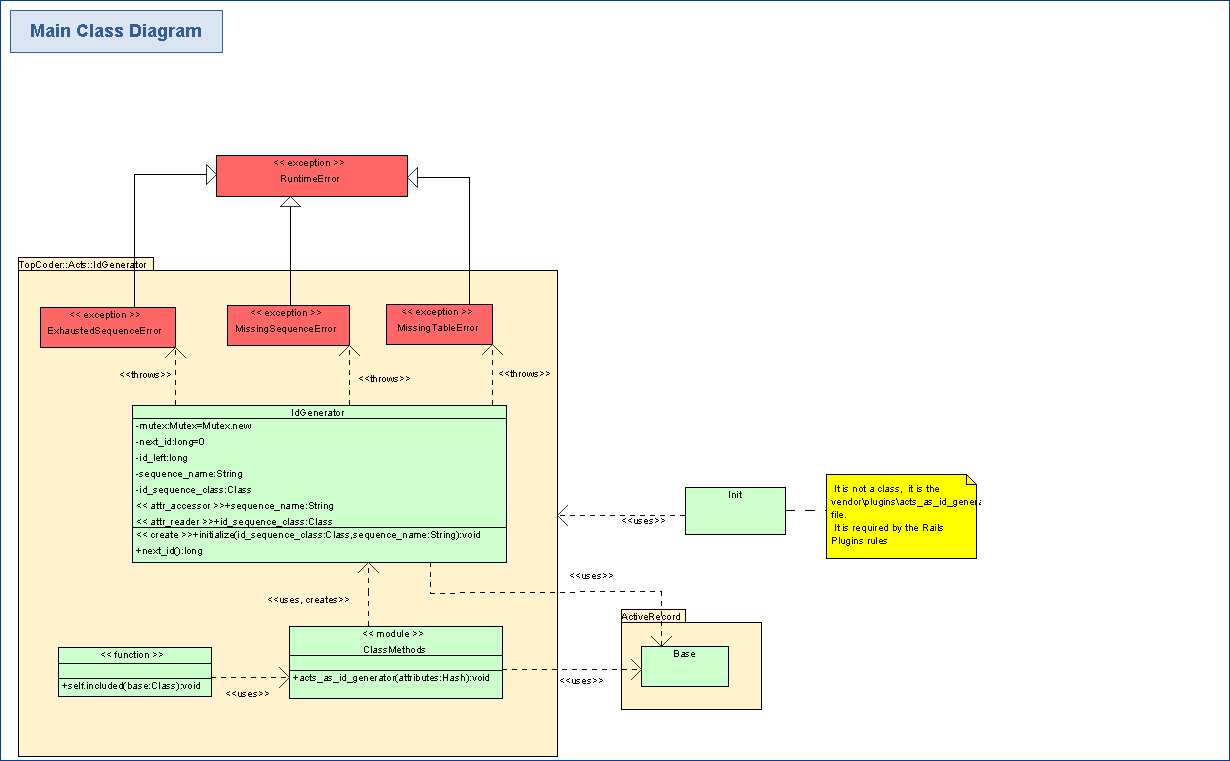 Main Class Diagram
<< exception >>
RuntimeError
TopCoder::Acts::IdGenerator
<< exception >>
ExhaustedSequenceError
<< exception >>
MissingSequenceError
<< exception >>
MissingTableError
<<throws>>
<<throws>>
<<throws>>
IdGenerator
-mutex:Mutex=Mutex.new
-next_id:long=0
-id_left:long
-sequence_name:String
-id_sequence_class:Class
<< attr_accessor >>+sequence_name:String
<< attr_reader >>+id_sequence_class:Class
<< create >>+initialize(id_sequence_class:Class,sequence_name:String):void
+next_id():long
<<uses>>
Init
It is not a class, it is the
vendor\plugins\acts_as_id_genera
file.
It is required by the Rails
Plugins rules
<<uses>>
<<uses, creates>>
ActiveRecord
Base
<< module >>
ClassMethods
+acts_as_id_generator(attributes:Hash):void
<< function >>
+self.included(base:Class):void
<<uses>>
<<uses>>